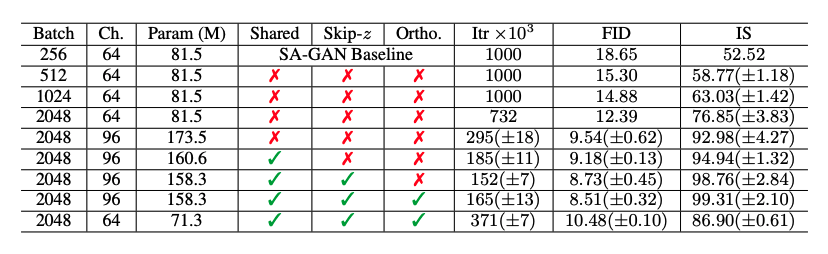 Batch Ch. Param (M) Shared Skip-z Ortho. Itr ×10³ FID IS
256 64 81.5 SA-GAN Baseline 1000 18.65 52.52
512 64 81.5 ✗ ✗ ✗ 1000 15.30 58.77(±1.18)
1024 64 81.5 ✗ ✗ ✗ 1000 14.88 63.03(±1.42)
2048 64 81.5 ✗ ✗ ✗ 732 12.39 76.85(±3.83)
2048 96 173.5 ✗ ✗ ✗ 295(±18) 9.54(±0.62) 92.98(±4.27)
2048 96 160.6 ✓ ✗ ✗ 185(±11) 9.18(±0.13) 94.94(±1.32)
2048 96 158.3 ✓ ✓ ✗ 152(±7) 8.73(±0.45) 98.76(±2.84)
2048 96 158.3 ✓ ✓ ✓ 165(±13) 8.51(±0.32) 99.31(±2.10)
2048 64 71.3 ✓ ✓ ✓ 371(±7) 10.48(±0.10) 86.90(±0.61)